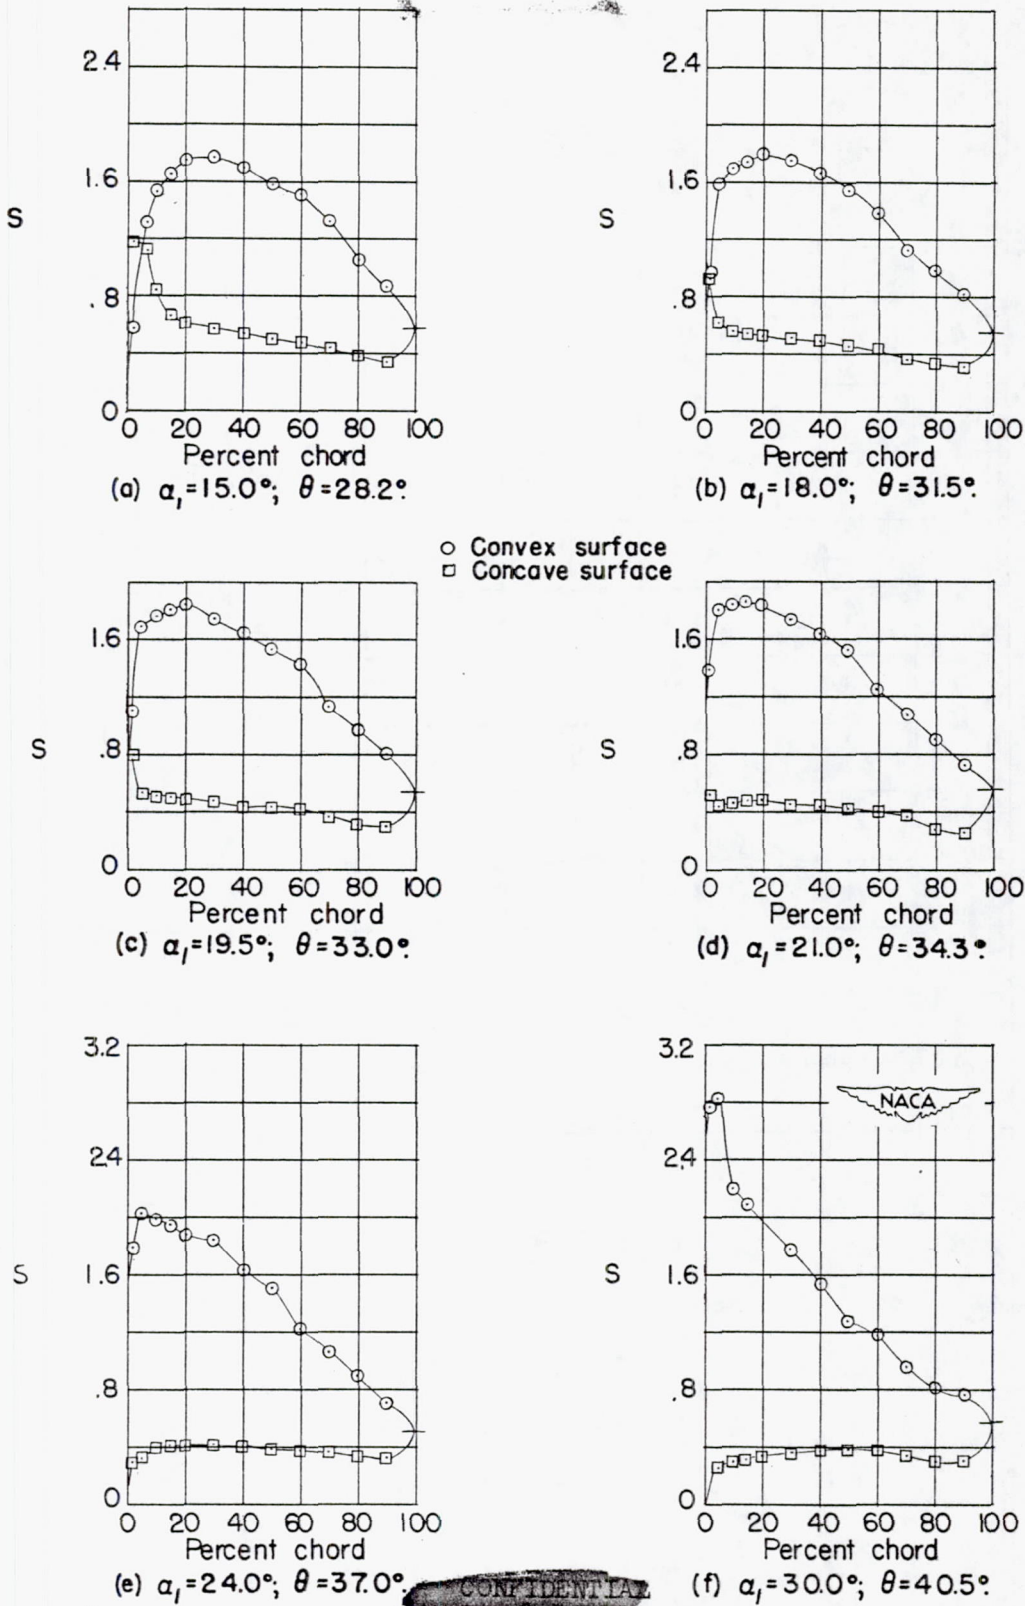 2.4
1.6
S
.8
0
0 20 40 60 80 100
Percent chord
(a) α₁=15.0°; θ=28.2°.
2.4
1.6
S
.8
0
0 20 40 60 80 100
Percent chord
(b) α₁=18.0°; θ=31.5°.
Convex surface
Concave surface
1.6
S
.8
0
0 20 40 60 80 100
Percent chord
(c) α₁=19.5°; θ=33.0°.
1.6
S
.8
0
0 20 40 60 80 100
Percent chord
(d) α₁=21.0°; θ=34.3°.
3.2
2.4
1.6
S
.8
0
0 20 40 60 80 100
Percent chord
(e) α₁=24.0°; θ=37.0°.
3.2
NACA
2.4
1.6
S
.8
0
0 20 40 60 80 100
Percent chord
(f) α₁=30.0°; θ=40.5°.
CONFIDENTIAL